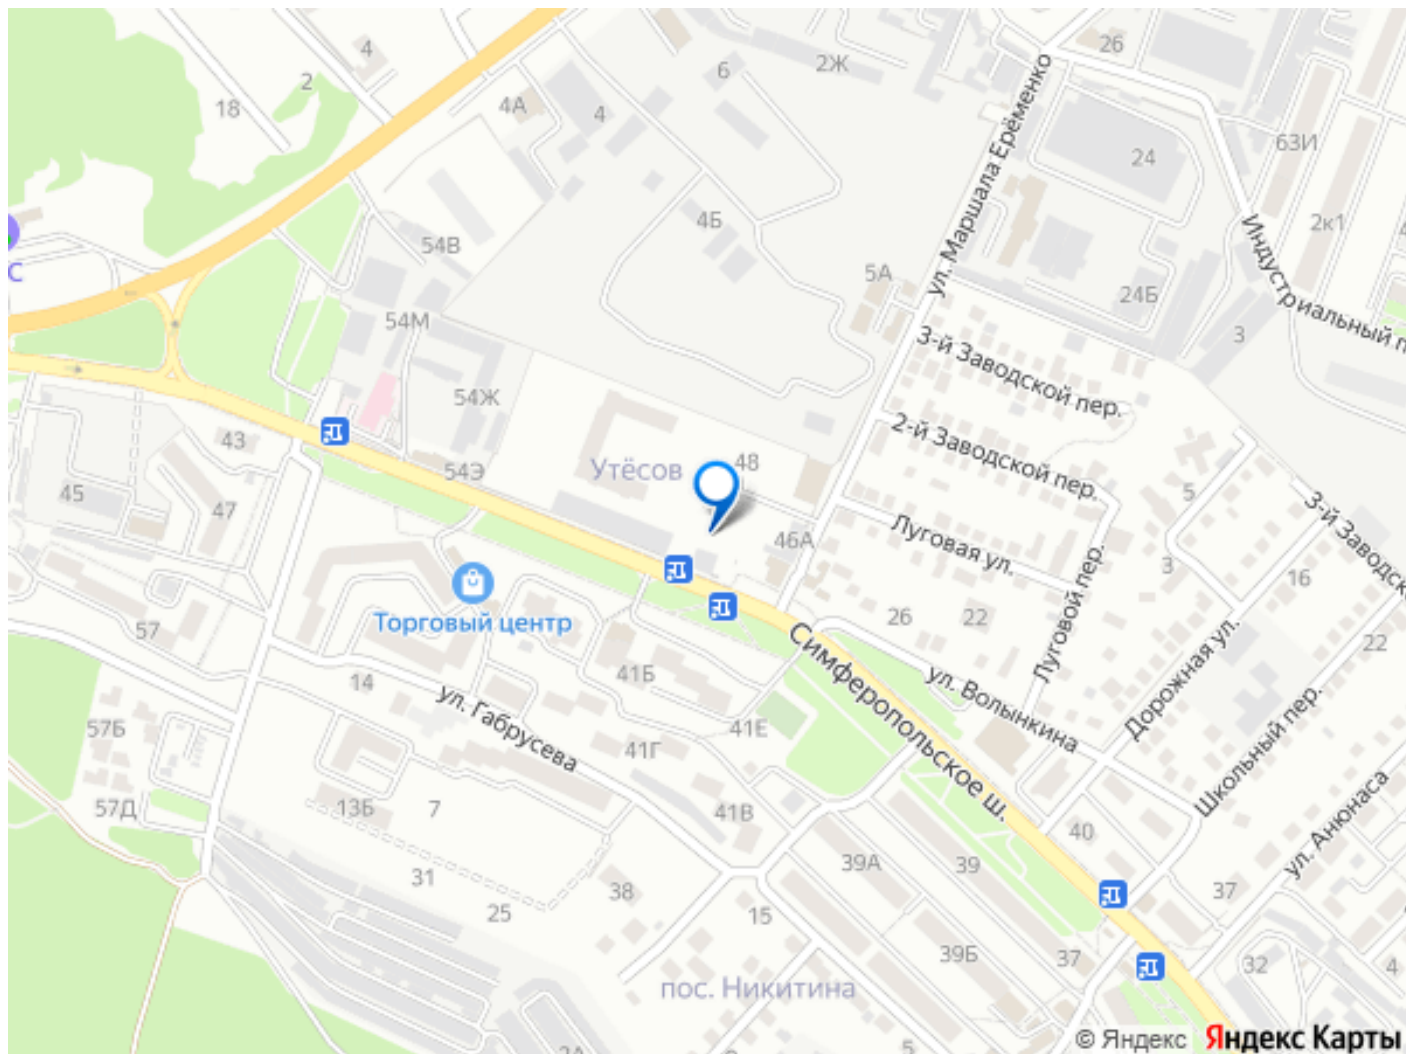 4
2
18
4А
4
6
2Ж
26
24
63И
2к1
ул. Маршала Ерёменко
Индустриальный п
4Б
54В
С
5А
24Б
3
54М
3-й Заводской пер.
54Ж
2-й Заводской пер.
43
54Э
Утёсов
48
45
47
46А
Луговая ул.
5
3
3-й Заводск
16
Торговый центр
57
26
22
Луговой пер.
Дорожная ул.
22
14
41Б
Симферопольское ш.
ул. Волынкина
ул. Габрусева
57Б
41Г
41Е
Школьный пер.
57Д
13Б
7
41В
40
ул. Анюнаса
31
25
38
39А
39
15
37
39Б
37
32
4
пос. Никитина
5
© Яндекс
Яндекс Карты